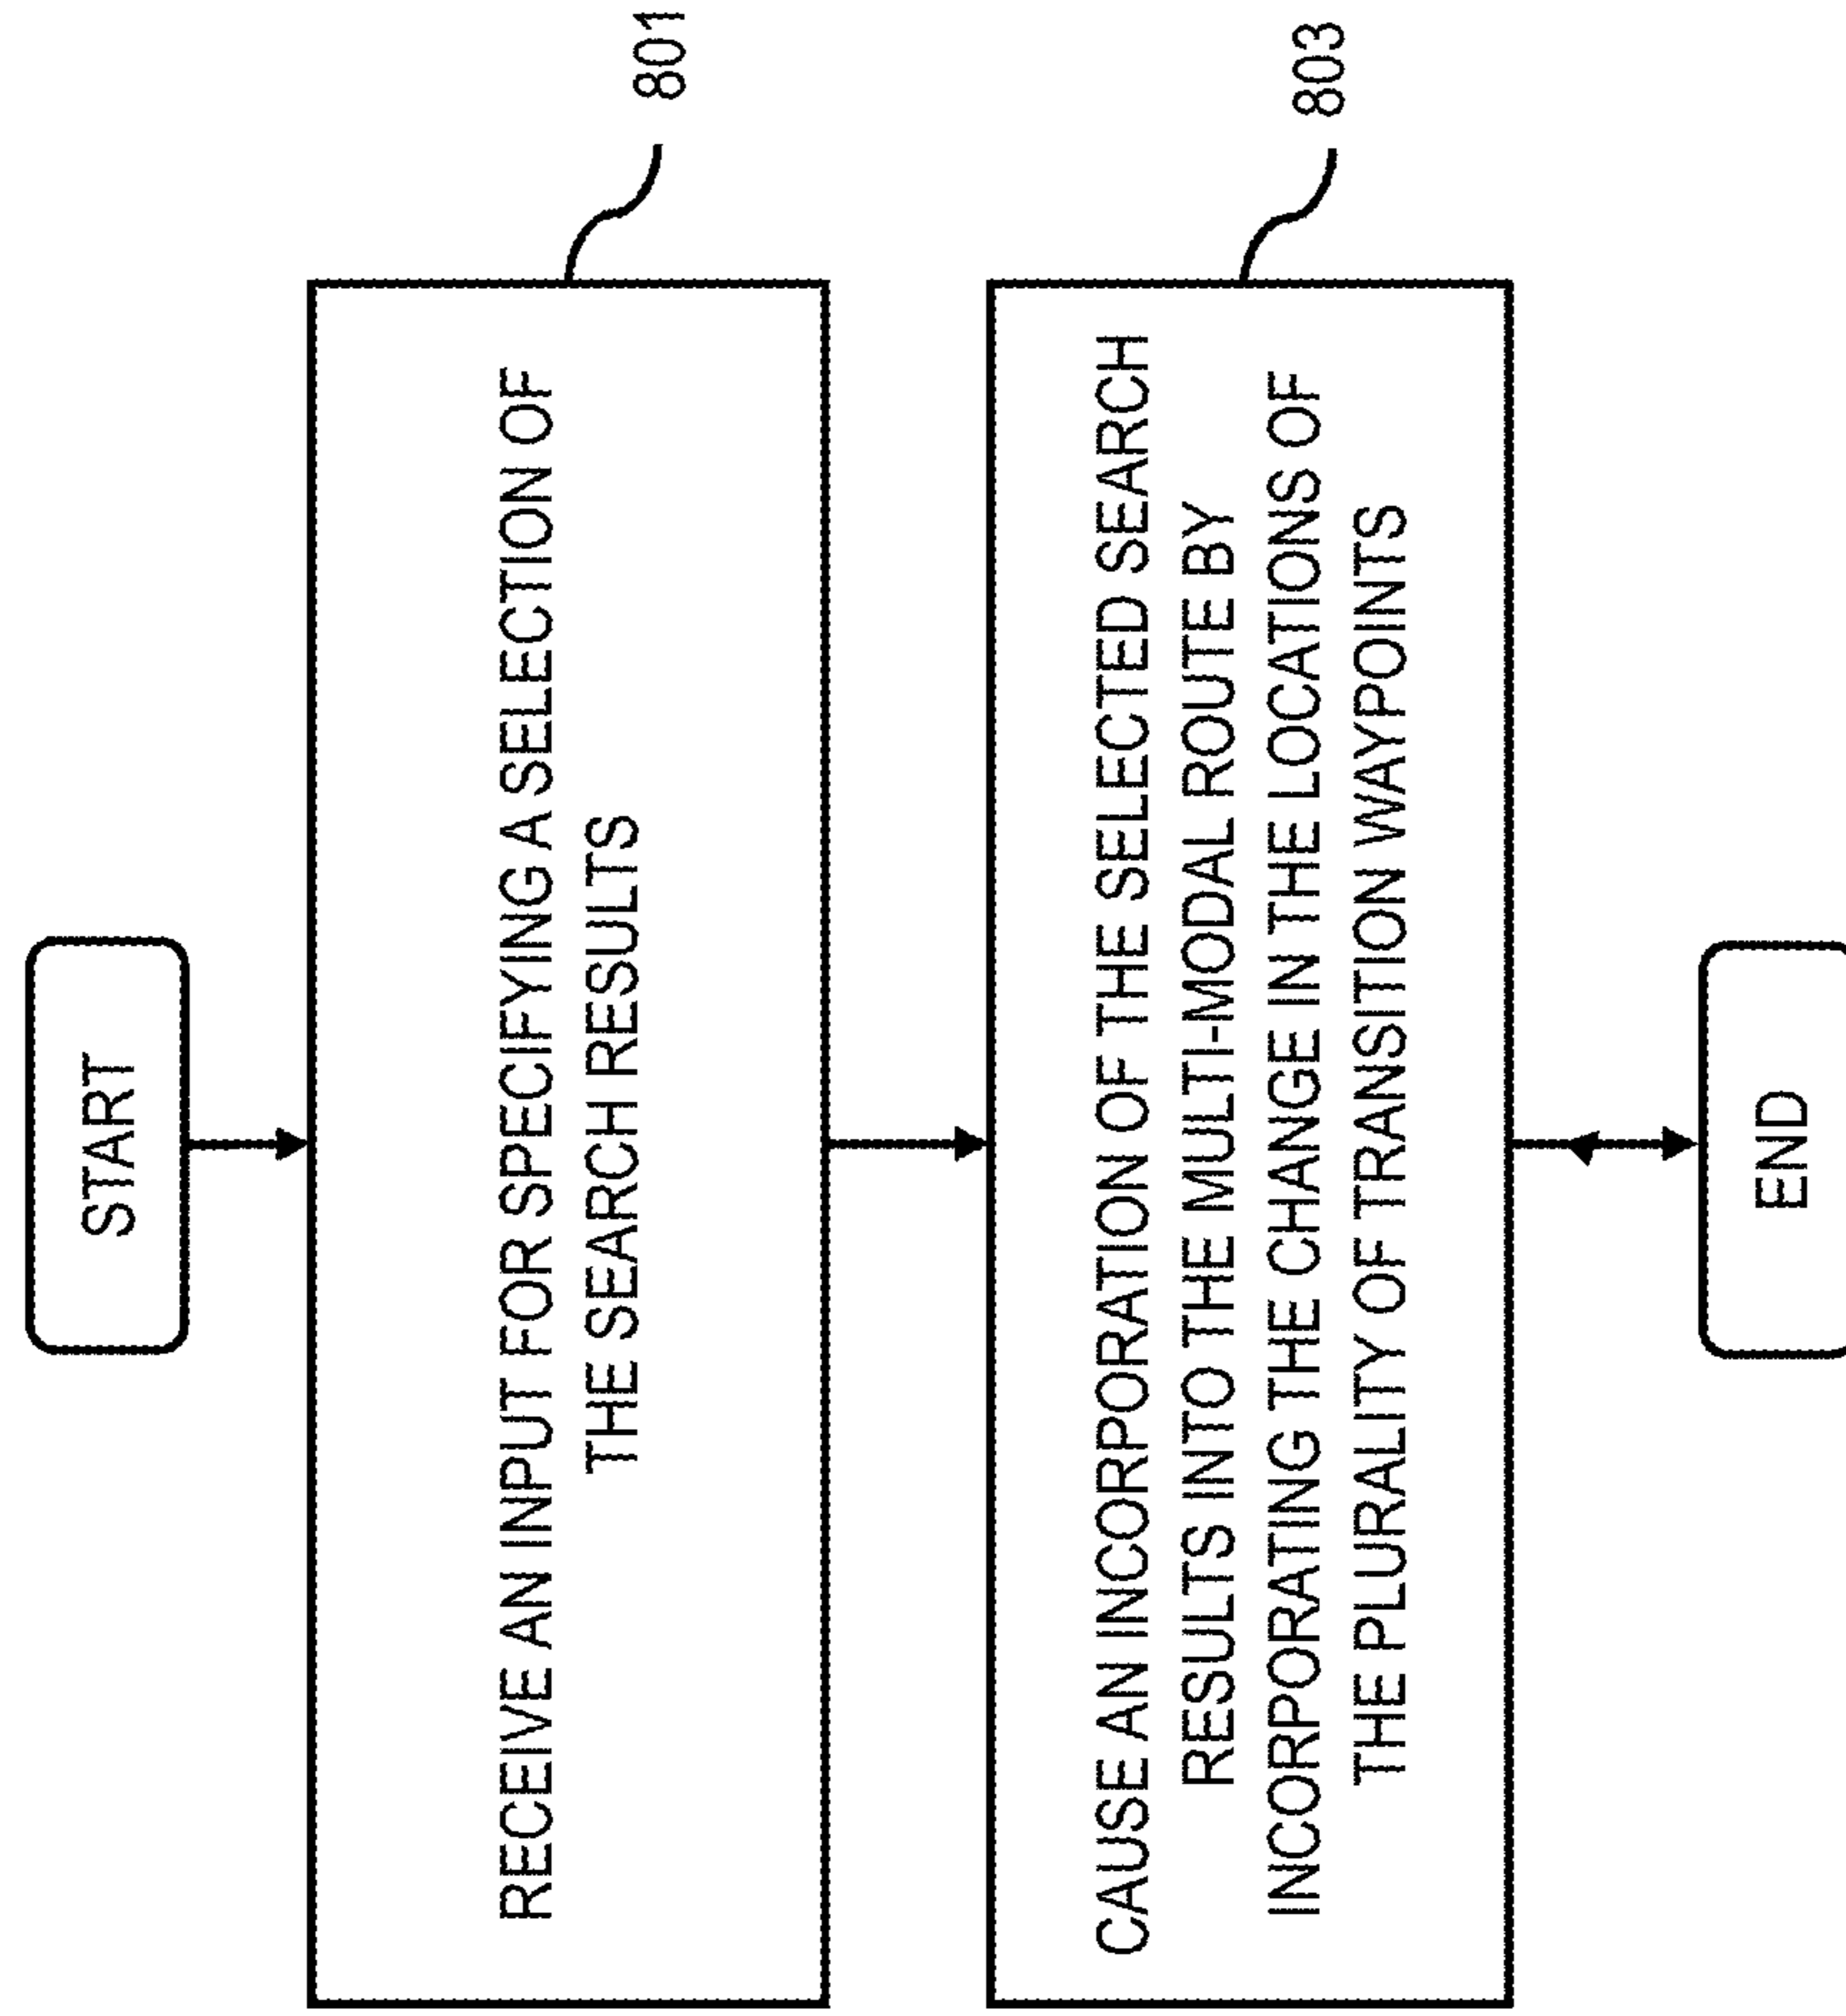 START
RECEIVE AN INPUT FOR SPECIFYING A SELECTION OF
THE SEARCH RESULTS
801
CAUSE AN INCORPORATION OF THE SELECTED SEARCH
RESULTS INTO THE MULTI-MODAL ROUTE BY
INCORPORATING THE CHANGE IN THE LOCATIONS OF
THE PLURALITY OF TRANSITION WAYPOINTS
803
END